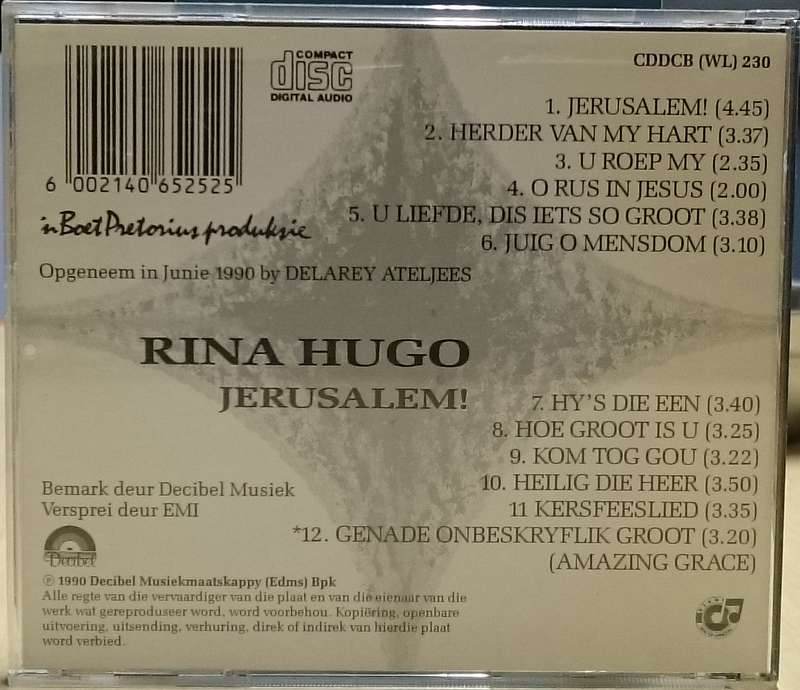 COMPACT
disc
DIGITAL AUDIO
CDDCB (WL) 230
6 002140 652525
'n Boet Pretorius produksie
Opgeneem in Junie 1990 by DELAREY ATELJEES
1. JERUSALEM! (4.45)
2. HERDER VAN MY HART (3.37)
3. U ROEP MY (2.35)
4. O RUS IN JESUS (2.00)
5. U LIEFDE, DIS IETS SO GROOT (3.38)
6. JUIG O MENSDOM (3.10)
RINA HUGO
JERUSALEM!
7. HY'S DIE EEN (3.40)
8. HOE GROOT IS U (3.25)
9. KOM TOG GOU (3.22)
10. HEILIG DIE HEER (3.50)
11 KERSFEESLIED (3.35)
*12. GENADE ONBESKRYFLIK GROOT (3.20)
(AMAZING GRACE)
Bemark deur Decibel Musiek
Versprei deur EMI
Decibel
℗ 1990 Decibel Musiekmaatskappy (Edms) Bpk
Alle regte van die vervaardiger van die plaat en van die eienaar van die
werk wat gereproduseer word, word voorbehou. Kopiëring, openbare
uitvoering, uitsending, verhuring, direk of indirek van hierdie plaat
word verbied.